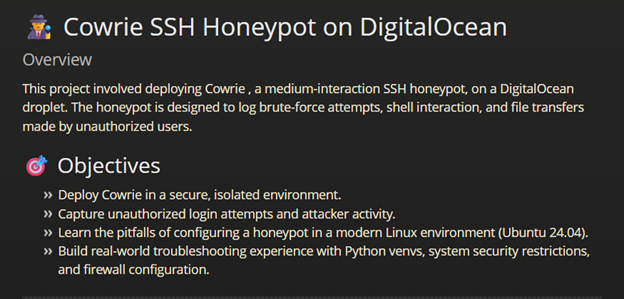 Cowrie SSH Honeypot on DigitalOcean
Overview
This project involved deploying Cowrie , a medium-interaction SSH honeypot, on a DigitalOcean
droplet. The honeypot is designed to log brute-force attempts, shell interaction, and file transfers
made by unauthorized users.
Objectives
» Deploy Cowrie in a secure, isolated environment.
» Capture unauthorized login attempts and attacker activity.
» Learn the pitfalls of configuring a honeypot in a modern Linux environment (Ubuntu 24.04).
» Build real-world troubleshooting experience with Python venvs, system security restrictions,
and firewall configuration.